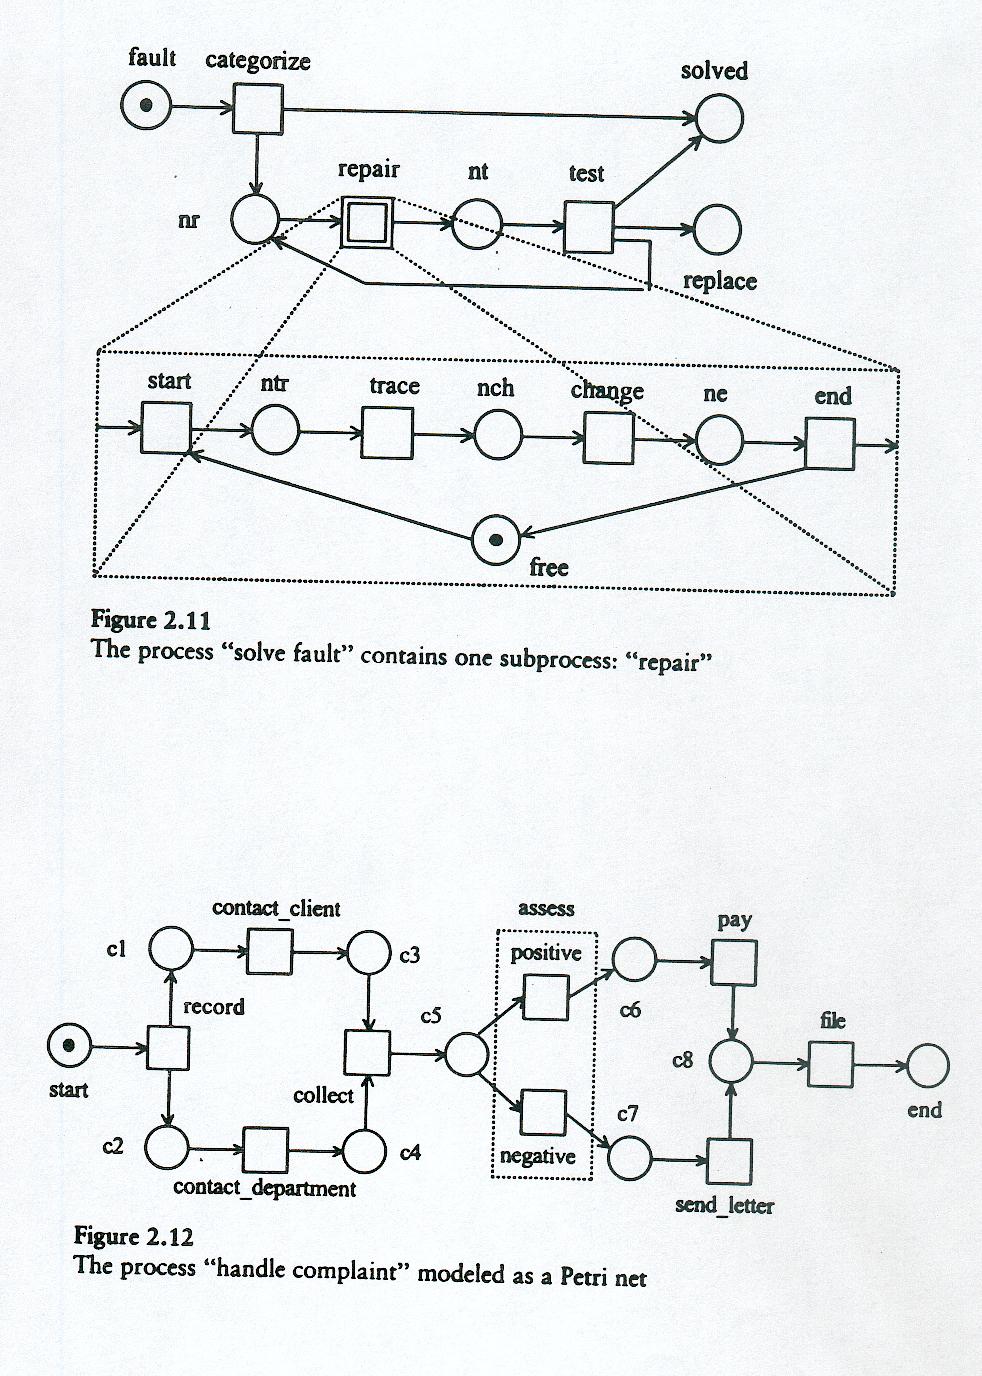 fault categorize
solved
repair nt test
nr
replace
start ntr trace nch change ne end
free
Figure 2.11
The process “solve fault” contains one subprocess: “repair”
contact_client assess pay
c1 c3 positive
record c5 c6 file
start collect c8 end
c2 c4 negative c7
contact_department send_letter
Figure 2.12
The process “handle complaint” modeled as a Petri net